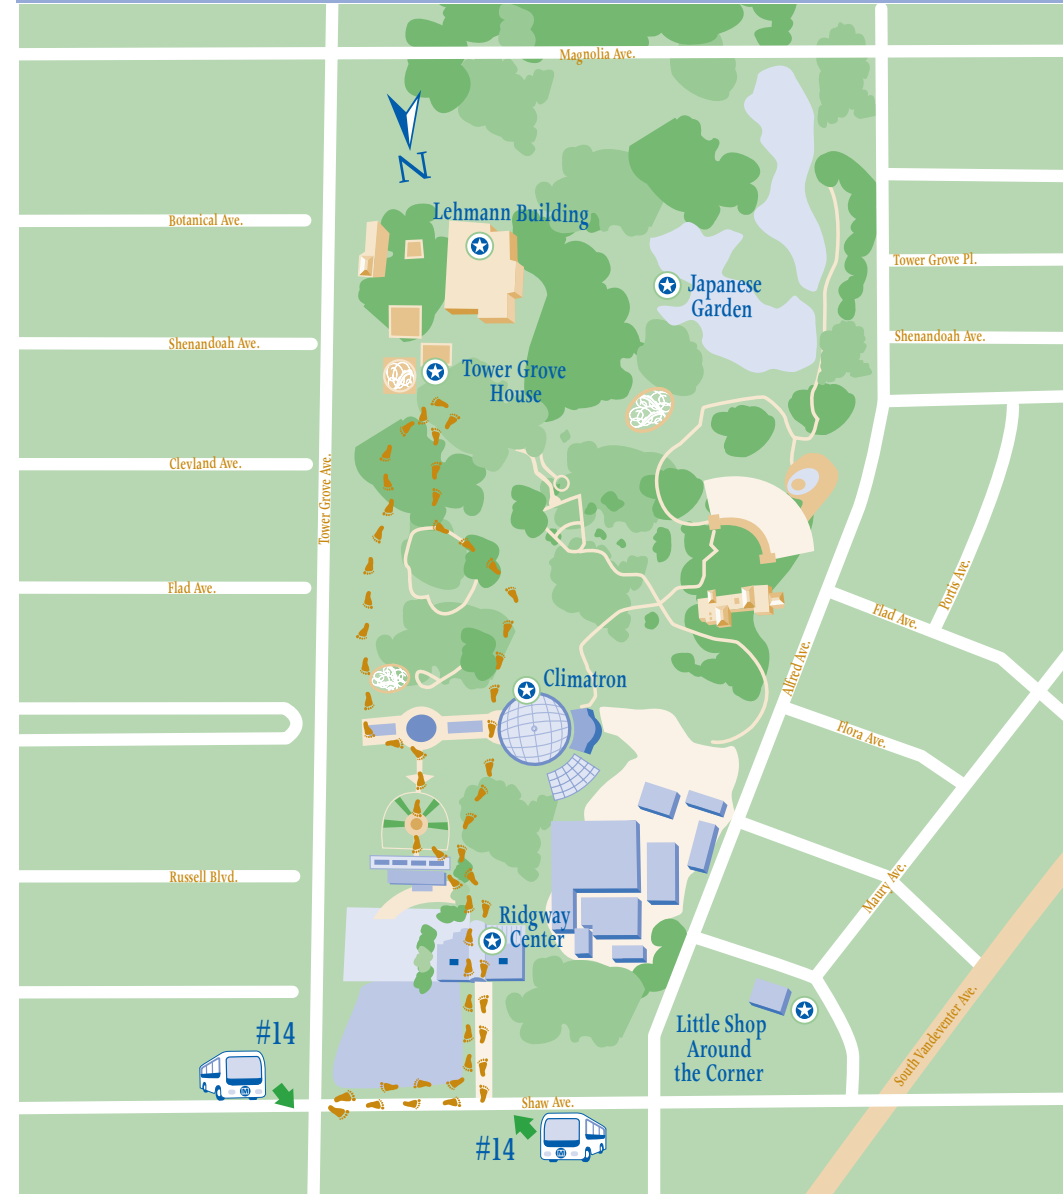 Magnolia Ave.
N
Lehmann Building
Botanical Ave.
Tower Grove Pl.
Japanese
Garden
Shenandoah Ave.
Shenandoah Ave.
Tower Grove
House
Clevland Ave.
Tower Grove Ave.
Flad Ave.
Portis Ave.
Flad Ave.
Alfred Ave.
Climatron
Flora Ave.
Russell Blvd.
Maury Ave.
Ridgway
Center
South Vandeventer Ave.
Little Shop
Around
the Corner
#14
M
Shaw Ave.
#14
M